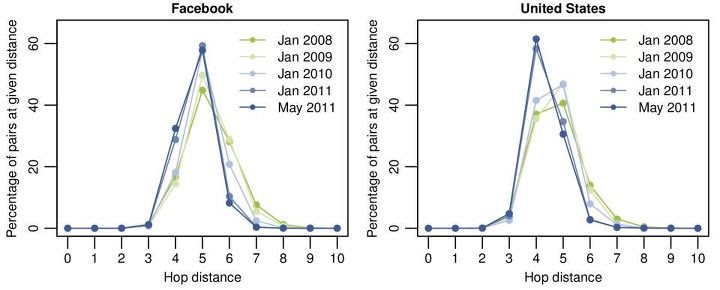 Facebook
Percentage of pairs at given distance
60
40
20
0
Jan 2008
Jan 2009
Jan 2010
Jan 2011
May 2011
0 1 2 3 4 5 6 7 8 9 10
Hop distance
United States
Percentage of pairs at given distance
60
40
20
0
Jan 2008
Jan 2009
Jan 2010
Jan 2011
May 2011
0 1 2 3 4 5 6 7 8 9 10
Hop distance